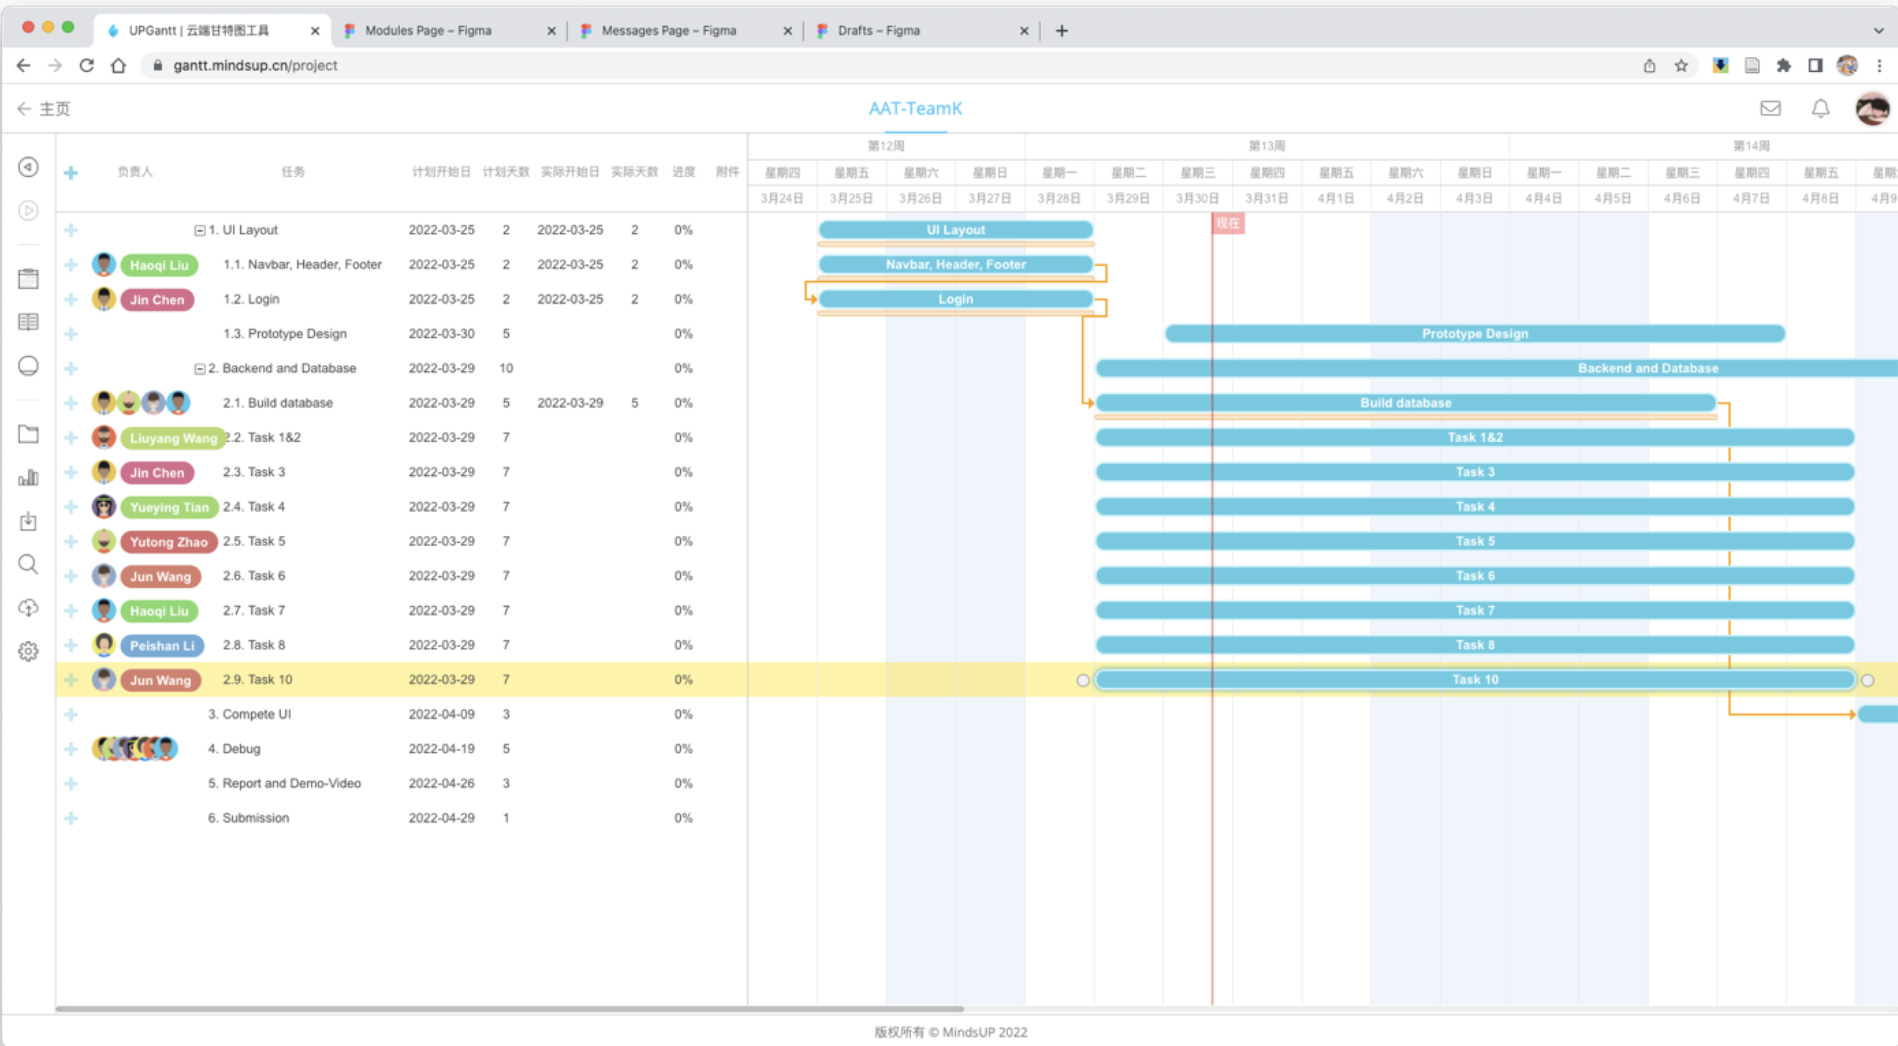 UPGantt | 云端甘特图工具
Modules Page – Figma
Messages Page – Figma
Drafts – Figma
gantt.mindsup.cn/project
主页
AAT-TeamK
负责人 任务 计划开始日 计划天数 实际开始日 实际天数 进度 附件
第12周 第13周 第14周
星期四 星期五 星期六 星期日 星期一 星期二 星期三 星期四 星期五 星期六 星期日 星期一 星期二 星期三 星期四 星期五 星期
3月24日 3月25日 3月26日 3月27日 3月28日 3月29日 3月30日 3月31日 4月1日 4月2日 4月3日 4月4日 4月5日 4月6日 4月7日 4月8日 4月9
现在
1. UI Layout 2022-03-25 2 2022-03-25 2 0% UI Layout
Haoqi Liu 1.1. Navbar, Header, Footer 2022-03-25 2 2022-03-25 2 0% Navbar, Header, Footer
Jin Chen 1.2. Login 2022-03-25 2 2022-03-25 2 0% Login
1.3. Prototype Design 2022-03-30 5 0% Prototype Design
2. Backend and Database 2022-03-29 10 0% Backend and Database
2.1. Build database 2022-03-29 5 2022-03-29 5 0% Build database
Liuyang Wang 2.2. Task 1&2 2022-03-29 7 0% Task 1&2
Jin Chen 2.3. Task 3 2022-03-29 7 0% Task 3
Yueying Tian 2.4. Task 4 2022-03-29 7 0% Task 4
Yutong Zhao 2.5. Task 5 2022-03-29 7 0% Task 5
Jun Wang 2.6. Task 6 2022-03-29 7 0% Task 6
Haoqi Liu 2.7. Task 7 2022-03-29 7 0% Task 7
Peishan Li 2.8. Task 8 2022-03-29 7 0% Task 8
Jun Wang 2.9. Task 10 2022-03-29 7 0% Task 10
3. Compete UI 2022-04-09 3 0%
4. Debug 2022-04-19 5 0%
5. Report and Demo-Video 2022-04-26 3 0%
6. Submission 2022-04-29 1 0%
版权所有 © MindsUP 2022